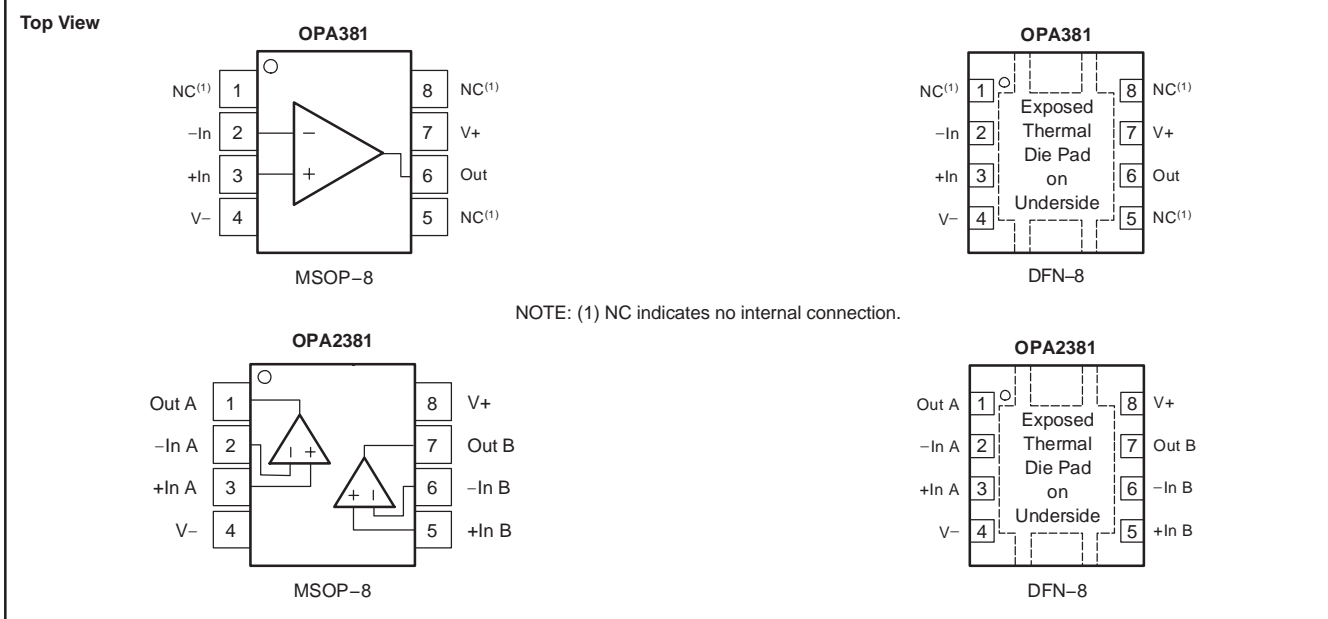 Top View
OPA381
NC(1) 1 8 NC(1)
−In 2 − 7 V+
+In 3 + 6 Out
V− 4 5 NC(1)
MSOP−8
OPA381
NC(1) 1 8 NC(1)
−In 2 7 V+
+In 3 6 Out
V− 4 5 NC(1)
Exposed
Thermal
Die Pad
on
Underside
DFN–8
NOTE: (1) NC indicates no internal connection.
OPA2381
Out A 1 8 V+
−In A 2 7 Out B
+In A 3 6 −In B
V− 4 5 +In B
− +
+ −
MSOP−8
OPA2381
Out A 1 8 V+
−In A 2 7 Out B
+In A 3 6 −In B
V− 4 5 +In B
Exposed
Thermal
Die Pad
on
Underside
DFN−8